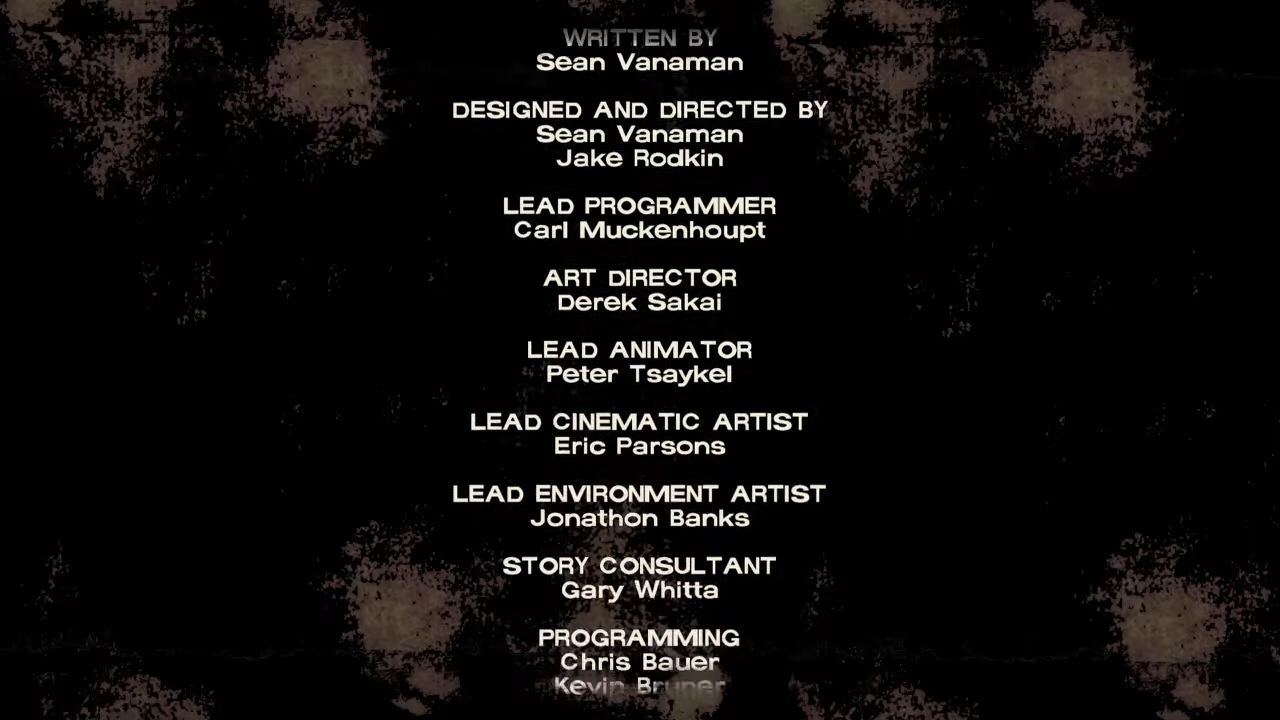 WRITTEN BY
Sean Vanaman
DESIGNED AND DIRECTED BY
Sean Vanaman
Jake Rodkin
LEAD PROGRAMMER
Carl Muckenhoupt
ART DIRECTOR
Derek Sakai
LEAD ANIMATOR
Peter Tsaykel
LEAD CINEMATIC ARTIST
Eric Parsons
LEAD ENVIRONMENT ARTIST
Jonathon Banks
STORY CONSULTANT
Gary Whitta
PROGRAMMING
Chris Bauer
Kevin Bruner